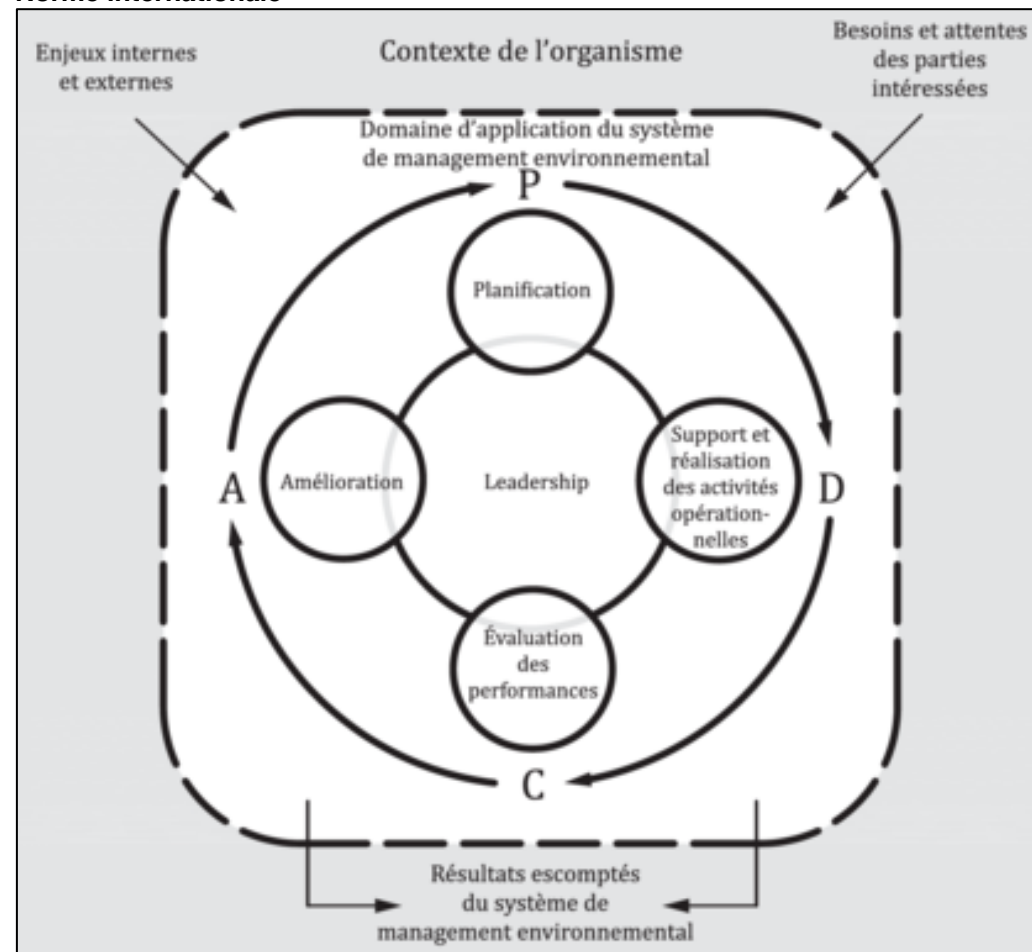 Norme internationale
Enjeux internes
et externes
Contexte de l'organisme
Besoins et attentes
des parties
intéressées
Domaine d'application du système
de management environnemental
P
Planification
A
Amélioration
Leadership
Support et
réalisation
des activités
opération-
nelles
D
Évaluation
des
performances
C
Résultats escomptés
du système de
management environnemental